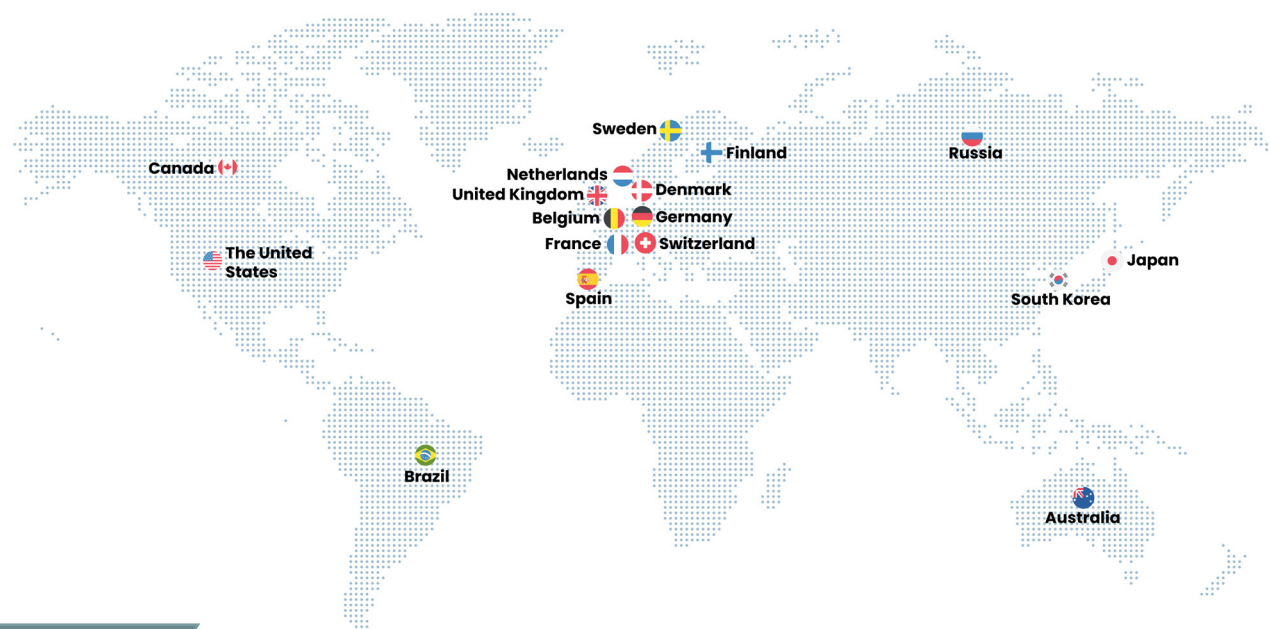 Sweden
Finland
Russia
Canada
Netherlands
United Kingdom
Denmark
Belgium
Germany
France
Switzerland
The United
States
Japan
Spain
South Korea
Brazil
Australia